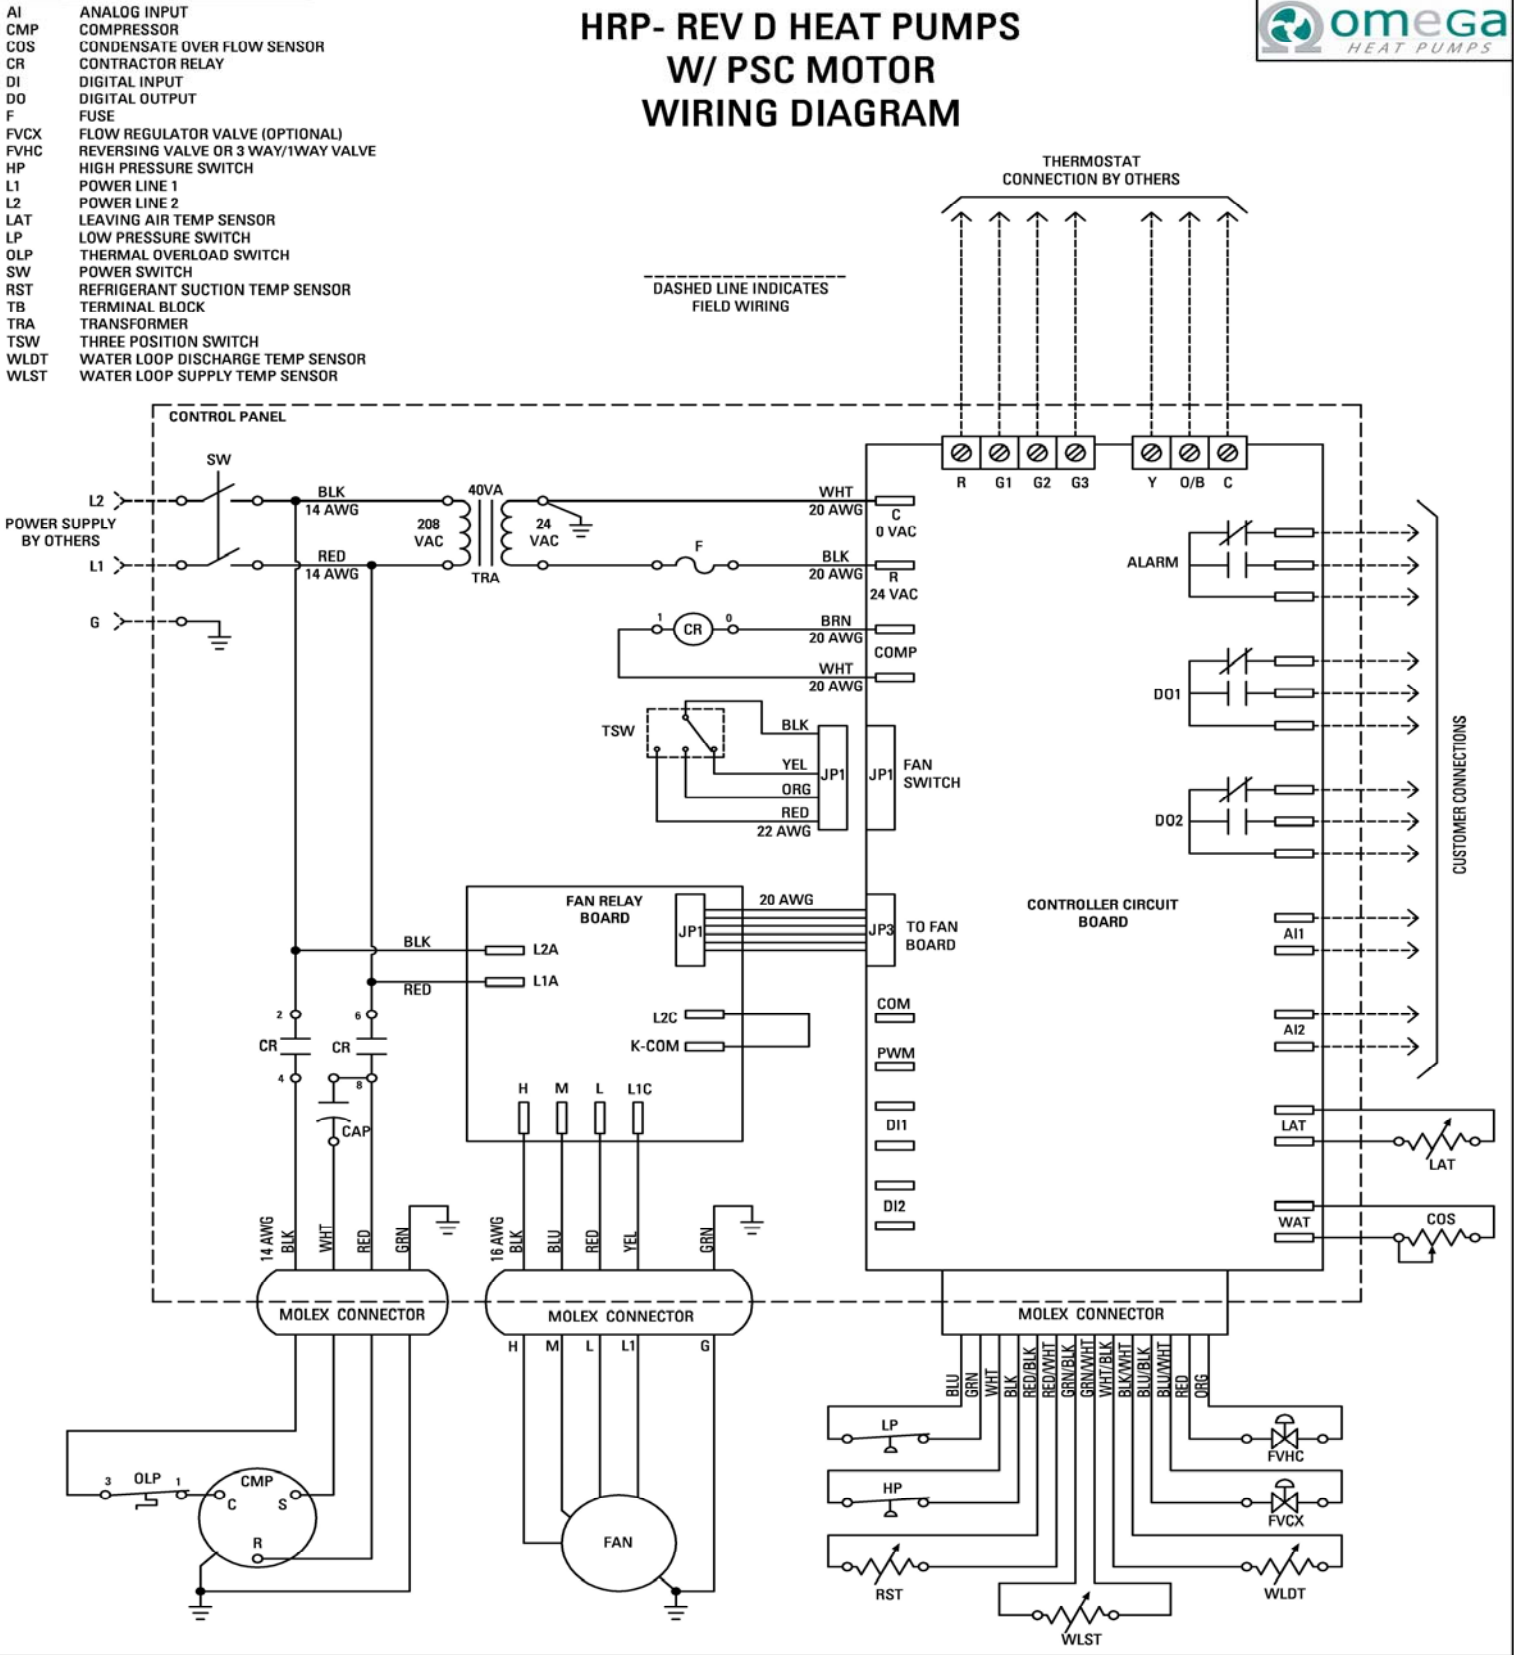 AI ANALOG INPUT
CMP COMPRESSOR
COS CONDENSATE OVER FLOW SENSOR
CR CONTRACTOR RELAY
DI DIGITAL INPUT
DO DIGITAL OUTPUT
F FUSE
FVCX FLOW REGULATOR VALVE (OPTIONAL)
FVHC REVERSING VALVE OR 3 WAY/1WAY VALVE
HP HIGH PRESSURE SWITCH
L1 POWER LINE 1
L2 POWER LINE 2
LAT LEAVING AIR TEMP SENSOR
LP LOW PRESSURE SWITCH
OLP THERMAL OVERLOAD SWITCH
SW POWER SWITCH
RST REFRIGERANT SUCTION TEMP SENSOR
TB TERMINAL BLOCK
TRA TRANSFORMER
TSW THREE POSITION SWITCH
WLDT WATER LOOP DISCHARGE TEMP SENSOR
WLST WATER LOOP SUPPLY TEMP SENSOR
HRP- REV D HEAT PUMPS
W/ PSC MOTOR
WIRING DIAGRAM
omeGa
HEAT PUMPS
THERMOSTAT
CONNECTION BY OTHERS
DASHED LINE INDICATES
FIELD WIRING
CONTROL PANEL
SW
L2
POWER SUPPLY
BY OTHERS
L1
G
BLK
14 AWG
RED
14 AWG
40VA
208
VAC
24
VAC
TRA
F
WHT
20 AWG
BLK
20 AWG
1 CR 0
BRN
20 AWG
WHT
20 AWG
TSW
BLK
YEL
ORG
RED
22 AWG
JP1
JP1
FAN
SWITCH
R G1 G2 G3 Y O/B C
C
0 VAC
R
24 VAC
COMP
ALARM
DO1
DO2
CUSTOMER CONNECTIONS
CONTROLLER CIRCUIT
BOARD
AI1
AI2
LAT
LAT
WAT
COS
FAN RELAY
BOARD
JP1
20 AWG
JP3
TO FAN
BOARD
BLK
L2A
RED
L1A
L2C
K-COM
H M L L1C
COM
PWM
DI1
DI2
2 6
CR CR
4 8
CAP
14 AWG
BLK
WHT
RED
GRN
16 AWG
BLK
BLU
RED
YEL
GRN
MOLEX CONNECTOR
MOLEX CONNECTOR
MOLEX CONNECTOR
H M L L1 G
BLU
GRN
WHT
BLK
RED/BLK
RED/WHT
GRN/BLK
GRN/WHT
WHT/BLK
BLK/WHT
BLU/BLK
BLU/WHT
RED
ORG
3 OLP 1
CMP
C S
R
FAN
LP
HP
RST
WLST
FVHC
FVCX
WLDT